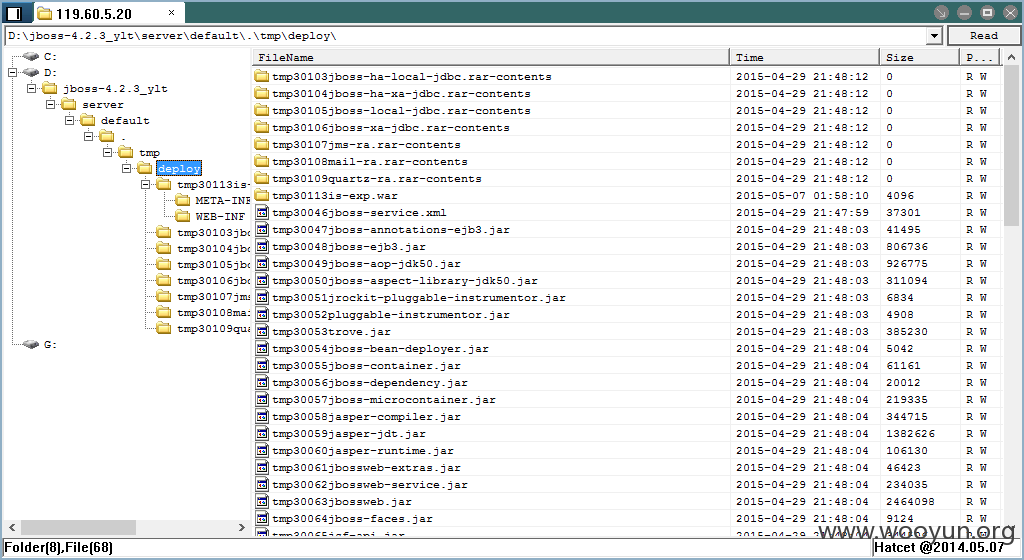 119.60.5.20 ×
D:\jboss-4.2.3_ylt\server\default\.\tmp\deploy\ Read
C:
D:
jboss-4.2.3_ylt
server
default
.
tmp
deploy
tmp30113is-
META-INF
WEB-INF
tmp30103jbo
tmp30104jbo
tmp30105jbo
tmp30106jbo
tmp30107jms
tmp30108mai
tmp30109qua
G:
FileName Time Size P...
tmp30103jboss-ha-local-jdbc.rar-contents 2015-04-29 21:48:12 0 R W
tmp30104jboss-ha-xa-jdbc.rar-contents 2015-04-29 21:48:12 0 R W
tmp30105jboss-local-jdbc.rar-contents 2015-04-29 21:48:12 0 R W
tmp30106jboss-xa-jdbc.rar-contents 2015-04-29 21:48:12 0 R W
tmp30107jms-ra.rar-contents 2015-04-29 21:48:12 0 R W
tmp30108mail-ra.rar-contents 2015-04-29 21:48:12 0 R W
tmp30109quartz-ra.rar-contents 2015-04-29 21:48:12 0 R W
tmp30113is-exp.war 2015-05-07 01:58:10 4096 R W
tmp30046jboss-service.xml 2015-04-29 21:47:59 37301 R W
tmp30047jboss-annotations-ejb3.jar 2015-04-29 21:48:03 41495 R W
tmp30048jboss-ejb3.jar 2015-04-29 21:48:03 806736 R W
tmp30049jboss-aop-jdk50.jar 2015-04-29 21:48:03 926775 R W
tmp30050jboss-aspect-library-jdk50.jar 2015-04-29 21:48:03 311094 R W
tmp30051jrockit-pluggable-instrumentor.jar 2015-04-29 21:48:03 6834 R W
tmp30052pluggable-instrumentor.jar 2015-04-29 21:48:03 4908 R W
tmp30053trove.jar 2015-04-29 21:48:03 385230 R W
tmp30054jboss-bean-deployer.jar 2015-04-29 21:48:04 5042 R W
tmp30055jboss-container.jar 2015-04-29 21:48:04 61161 R W
tmp30056jboss-dependency.jar 2015-04-29 21:48:04 20012 R W
tmp30057jboss-microcontainer.jar 2015-04-29 21:48:04 219335 R W
tmp30058jasper-compiler.jar 2015-04-29 21:48:04 344715 R W
tmp30059jasper-jdt.jar 2015-04-29 21:48:04 1382626 R W
tmp30060jasper-runtime.jar 2015-04-29 21:48:04 106130 R W
tmp30061jbossweb-extras.jar 2015-04-29 21:48:04 46423 R W
tmp30062jbossweb-service.jar 2015-04-29 21:48:04 234035 R W
tmp30063jbossweb.jar 2015-04-29 21:48:04 2464098 R W
tmp30064jboss-faces.jar 2015-04-29 21:48:04 9124 R W
tmp30065jsf-api.jar 2015-04-29 21:48:04
www.wooyun.org
Folder(8),File(68) Hatcet @2014.05.07